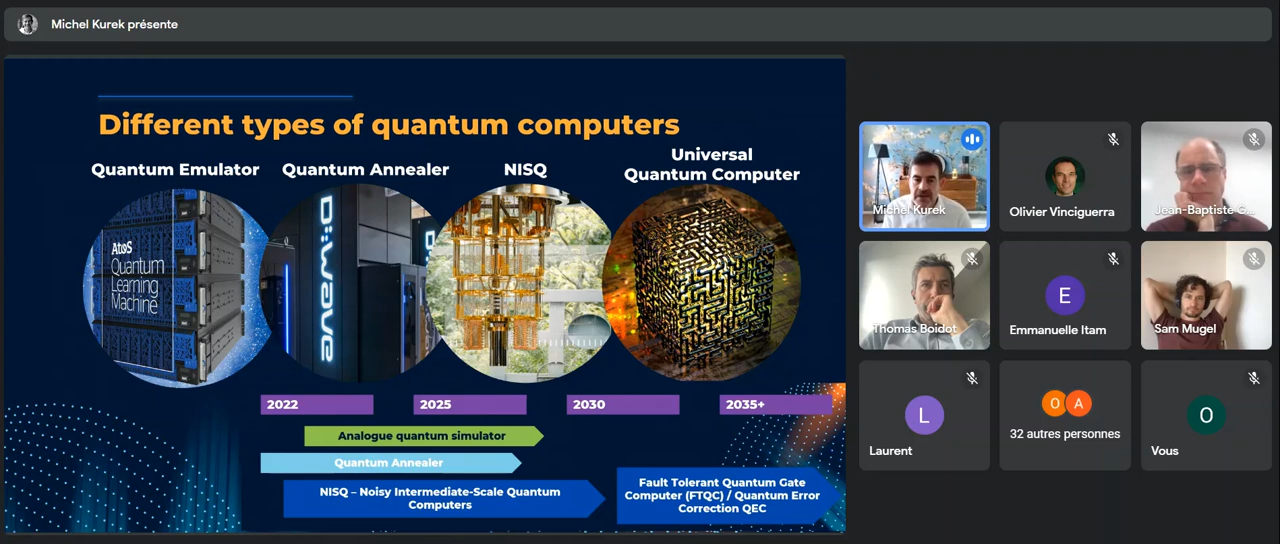 Michel Kurek présente
Different types of quantum computers
Quantum Emulator
Quantum Annealer
NISQ
Universal
Quantum Computer
Atos
Quantum
Learning
Machine
D:Wave
2022
2025
2030
2035+
Analogue quantum simulator
Quantum Annealer
NISQ – Noisy Intermediate-Scale Quantum
Computers
Fault Tolerant Quantum Gate
Computer (FTQC) / Quantum Error
Correction QEC
Michel Kurek
Olivier Vinciguerra
Jean-Baptiste G...
Thomas Boidot
E
Emmanuelle Itam
Sam Mugel
L
Laurent
O A
32 autres personnes
O
Vous